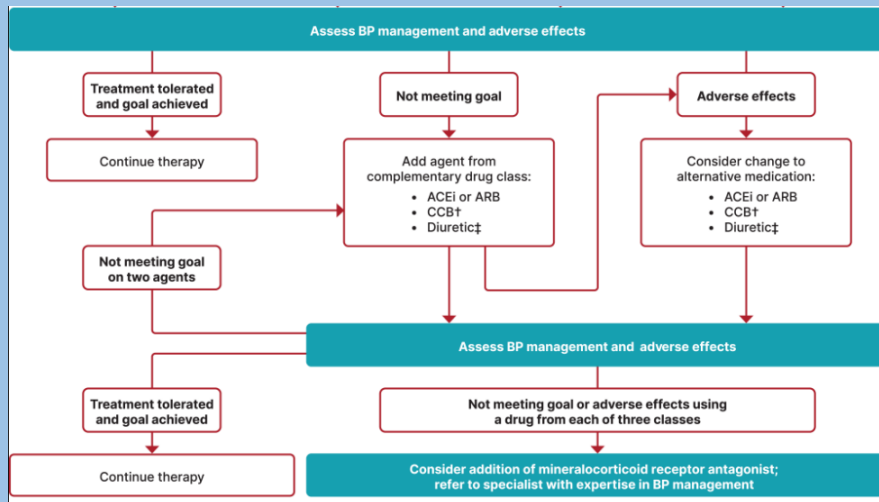 Assess BP management and adverse effects
Treatment tolerated
and goal achieved
Not meeting goal
Adverse effects
Continue therapy
Add agent from
complementary drug class:
• ACEi or ARB
• CCB†
• Diuretic‡
Consider change to
alternative medication:
• ACEi or ARB
• CCB†
• Diuretic‡
Not meeting goal
on two agents
Assess BP management and adverse effects
Treatment tolerated
and goal achieved
Not meeting goal or adverse effects using
a drug from each of three classes
Continue therapy
Consider addition of mineralocorticoid receptor antagonist;
refer to specialist with expertise in BP management